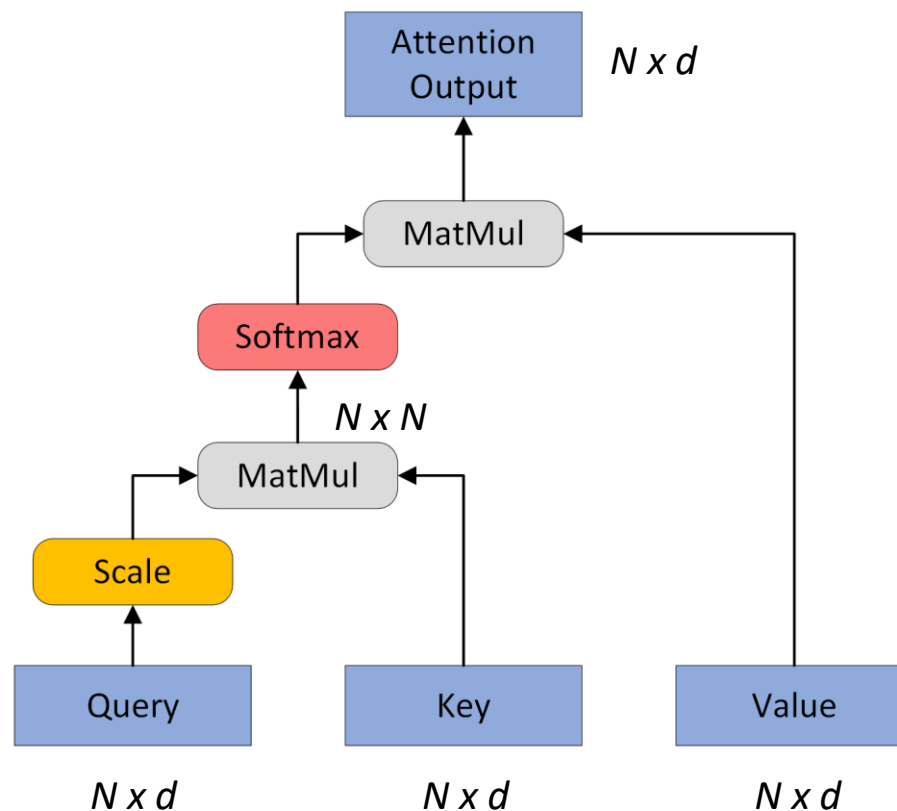 Attention
Output
N x d
MatMul
Softmax
N x N
MatMul
Scale
Query
Key
Value
N x d
N x d
N x d